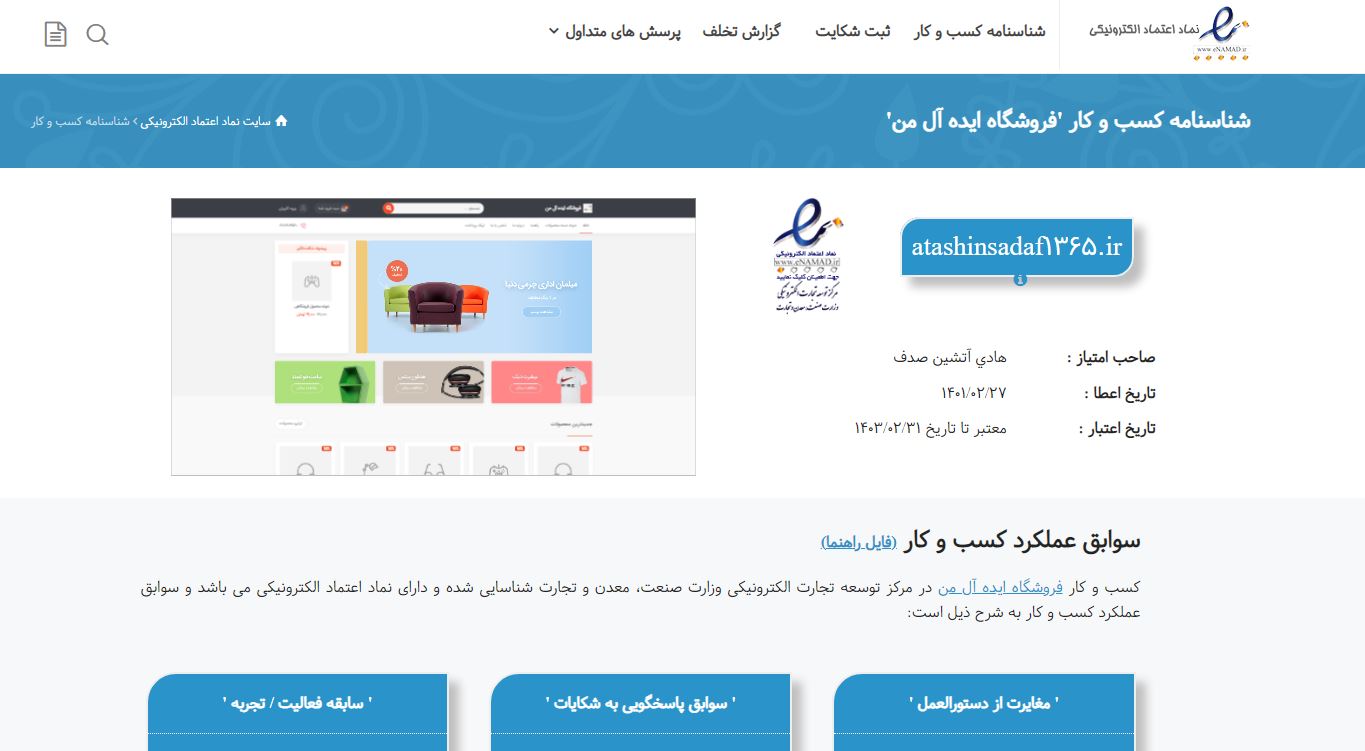 نماد اعتماد الکترونیکی
www.eNAMAD.ir
شناسنامه کسب و کار
ثبت شکایت
گزارش تخلف
پرسش های متداول
شناسنامه کسب و کار 'فروشگاه ایده آل من'
سایت نماد اعتماد الکترونیکی › شناسنامه کسب و کار
atashinsadaf۱۳۶۵.ir
نماد اعتماد الکترونیکی
www.eNAMAD.ir
جهت اطمینان کلیک نمایید
مرکز توسعه تجارت الکترونیکی
وزارت صنعت، معدن و تجارت
فروشگاه ایده آل من
مبلمان اداری چرمی دنیا
صاحب امتیاز : هادي آتشین صدف
تاریخ اعطا : ۱۴۰۱/۰۲/۲۷
تاریخ اعتبار : معتبر تا تاریخ ۱۴۰۳/۰۲/۳۱
سوابق عملکرد کسب و کار (فایل راهنما)
کسب و کار فروشگاه ایده آل من در مرکز توسعه تجارت الکترونیکی وزارت صنعت، معدن و تجارت شناسایی شده و دارای نماد اعتماد الکترونیکی می باشد و سوابق
عملکرد کسب و کار به شرح ذیل است:
' مغایرت از دستورالعمل '
' سوابق پاسخگویی به شکایات '
' سابقه فعالیت / تجربه '